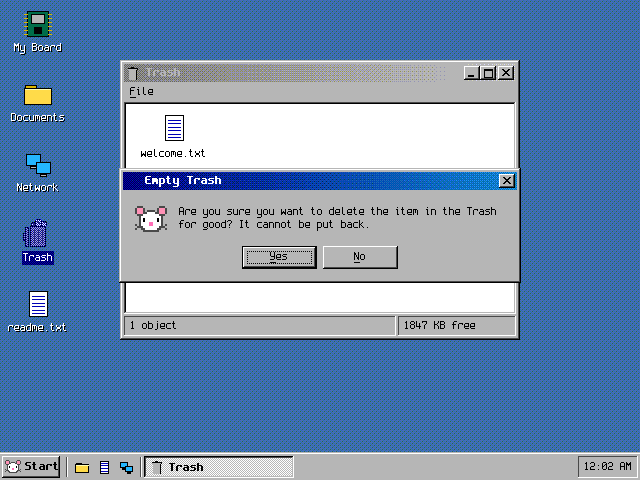 My Board
Documents
Network
Trash
readme.txt
Trash
File
welcome.txt
Empty Trash
Are you sure you want to delete the item in the Trash
for good? It cannot be put back.
Yes
No
1 object
1847 KB free
Start
Trash
12:02 AM